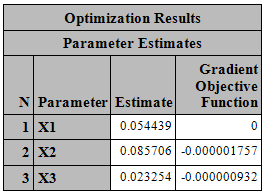 Optimization Results
Parameter Estimates
N Parameter Estimate Gradient Objective Function
1 X1 0.054439 0
2 X2 0.085706 -0.000001757
3 X3 0.023254 -0.000000932